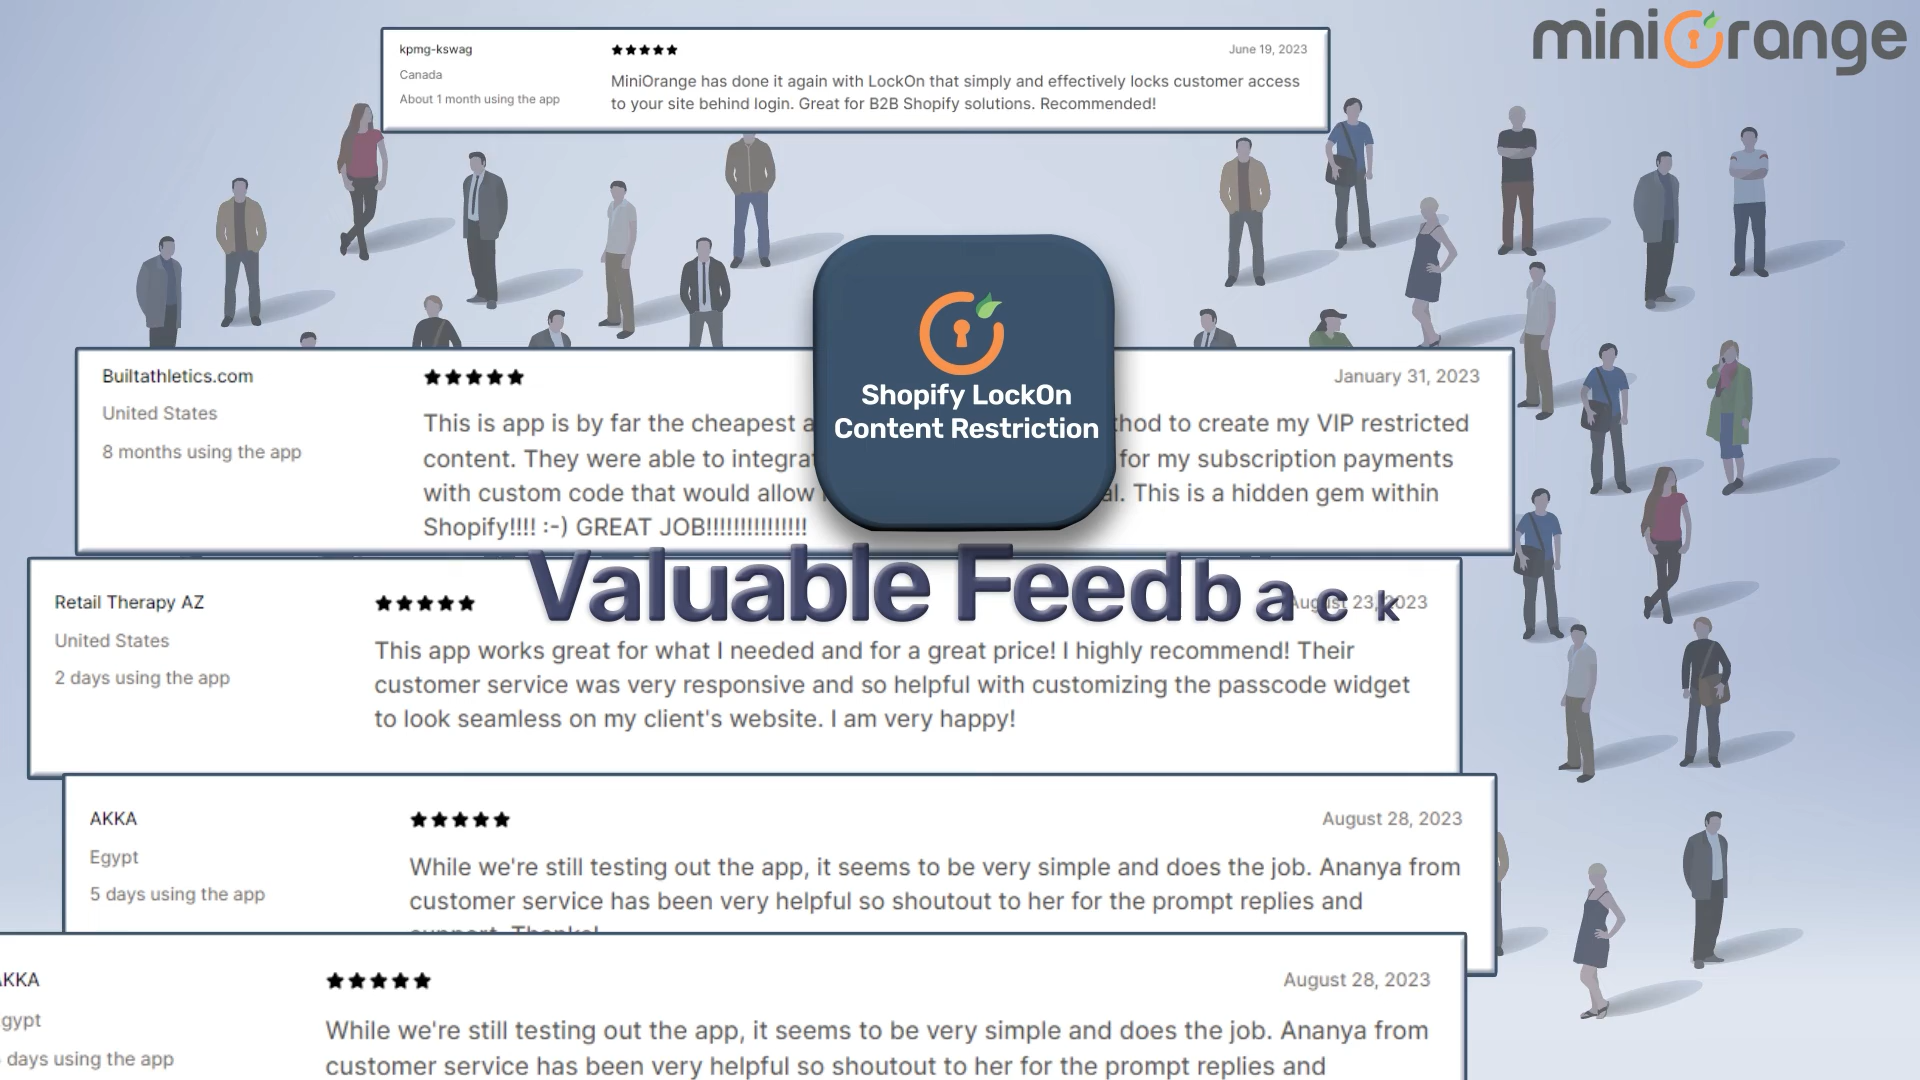 miniOrange
kpmg-kswag
June 19, 2023
Canada
About 1 month using the app
MiniOrange has done it again with LockOn that simply and effectively locks customer access
to your site behind login. Great for B2B Shopify solutions. Recommended!
Builtathletics.com
January 31, 2023
United States
8 months using the app
This is app is by far the cheapest
to create my VIP restricted
content. They were able to
for my subscription payments
with custom code that would allow
This is a hidden gem within
Shopify!!!! :-) GREAT JOB!!!!!!!!!!!!!!!
Shopify LockOn
Content Restriction
Valuable Feedback
Retail Therapy AZ
August 23, 2023
United States
2 days using the app
This app works great for what I needed and for a great price! I highly recommend! Their
customer service was very responsive and so helpful with customizing the passcode widget
to look seamless on my client's website. I am very happy!
AKKA
August 28, 2023
Egypt
5 days using the app
While we're still testing out the app, it seems to be very simple and does the job. Ananya from
customer service has been very helpful so shoutout to her for the prompt replies and
support. Thanks!
AKKA
August 28, 2023
days using the app
While we're still testing out the app, it seems to be very simple and does the job. Ananya from
customer service has been very helpful so shoutout to her for the prompt replies and